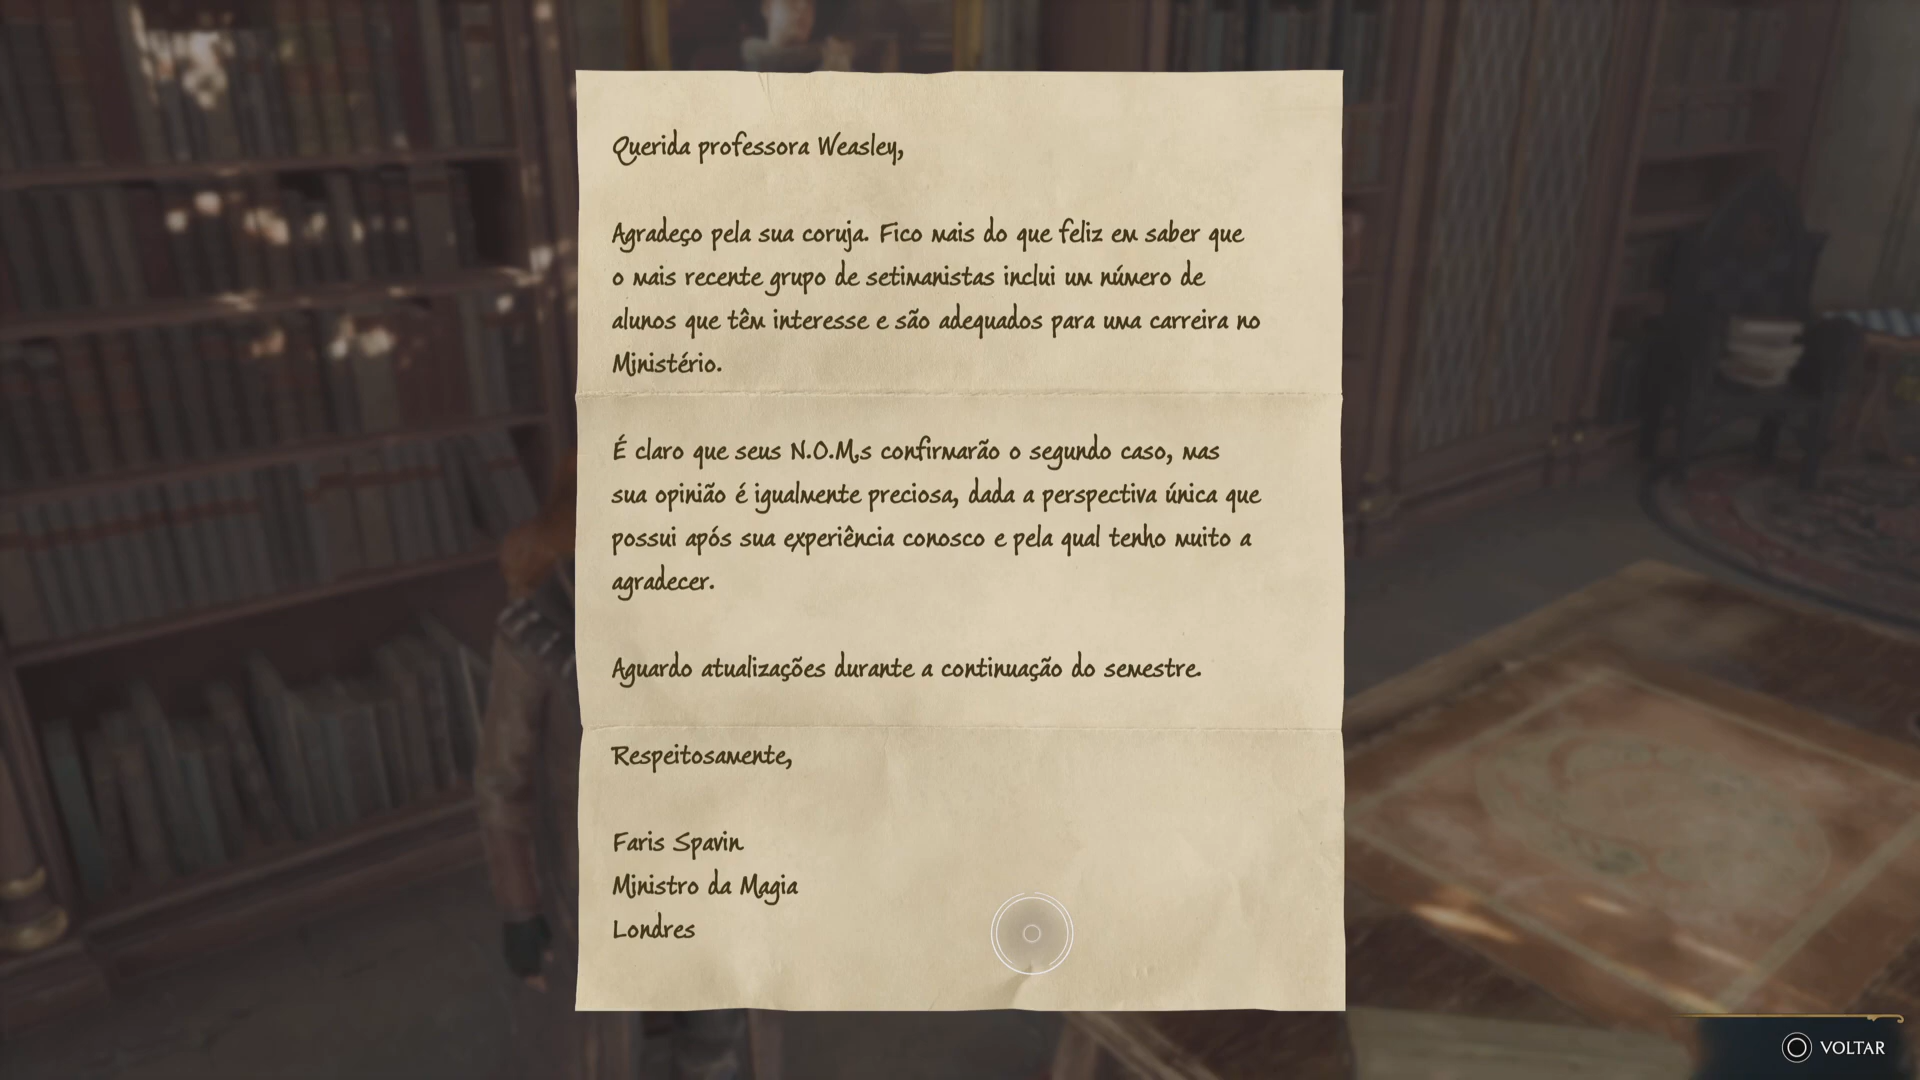 Querida professora Weasley,
Agradeço pela sua coruja. Fico mais do que feliz em saber que
o mais recente grupo de setimanistas inclui um número de
alunos que têm interesse e são adequados para uma carreira no
Ministério.
É claro que seus N.O.M.s confirmarão o segundo caso, mas
sua opinião é igualmente preciosa, dada a perspectiva única que
possui após sua experiência conosco e pela qual tenho muito a
agradecer.
Aguardo atualizações durante a continuação do semestre.
Respeitosamente,
Faris Spavin
Ministro da Magia
Londres
VOLTAR